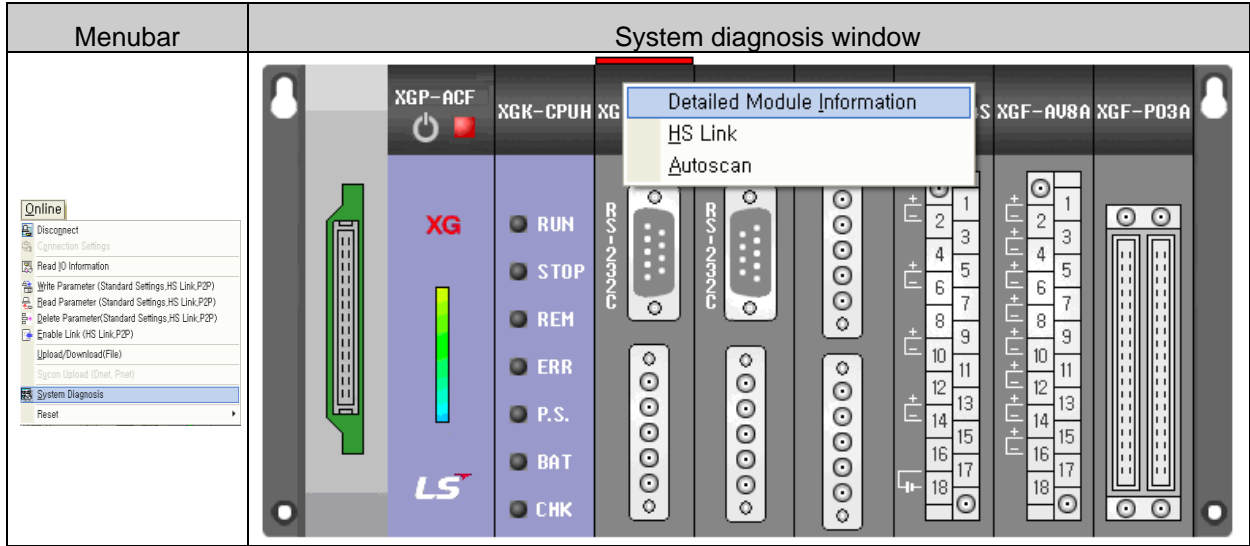 Menubar
System diagnosis window
Online
Disconnect
Connection Settings
Read IO Information
Write Parameter (Standard Settings,HS Link,P2P)
Read Parameter (Standard Settings,HS Link,P2P)
Delete Parameter(Standard Settings,HS Link,P2P)
Enable Link (HS Link,P2P)
Upload/Download(File)
Sycon Upload (Dnet, Pnet)
System Diagnosis
Reset
XGP-ACF
XGK-CPUH
XG
Detailed Module Information
HS Link
Autoscan
S
XGF-AV8A
XGF-PO3A
XG
RUN
STOP
REM
ERR
P.S.
BAT
CHK
LS
RS-232C
RS-232C
1
2
3
4
5
6
7
8
9
10
11
12
13
14
15
16
17
18
1
2
3
4
5
6
7
8
9
10
11
12
13
14
15
16
17
18